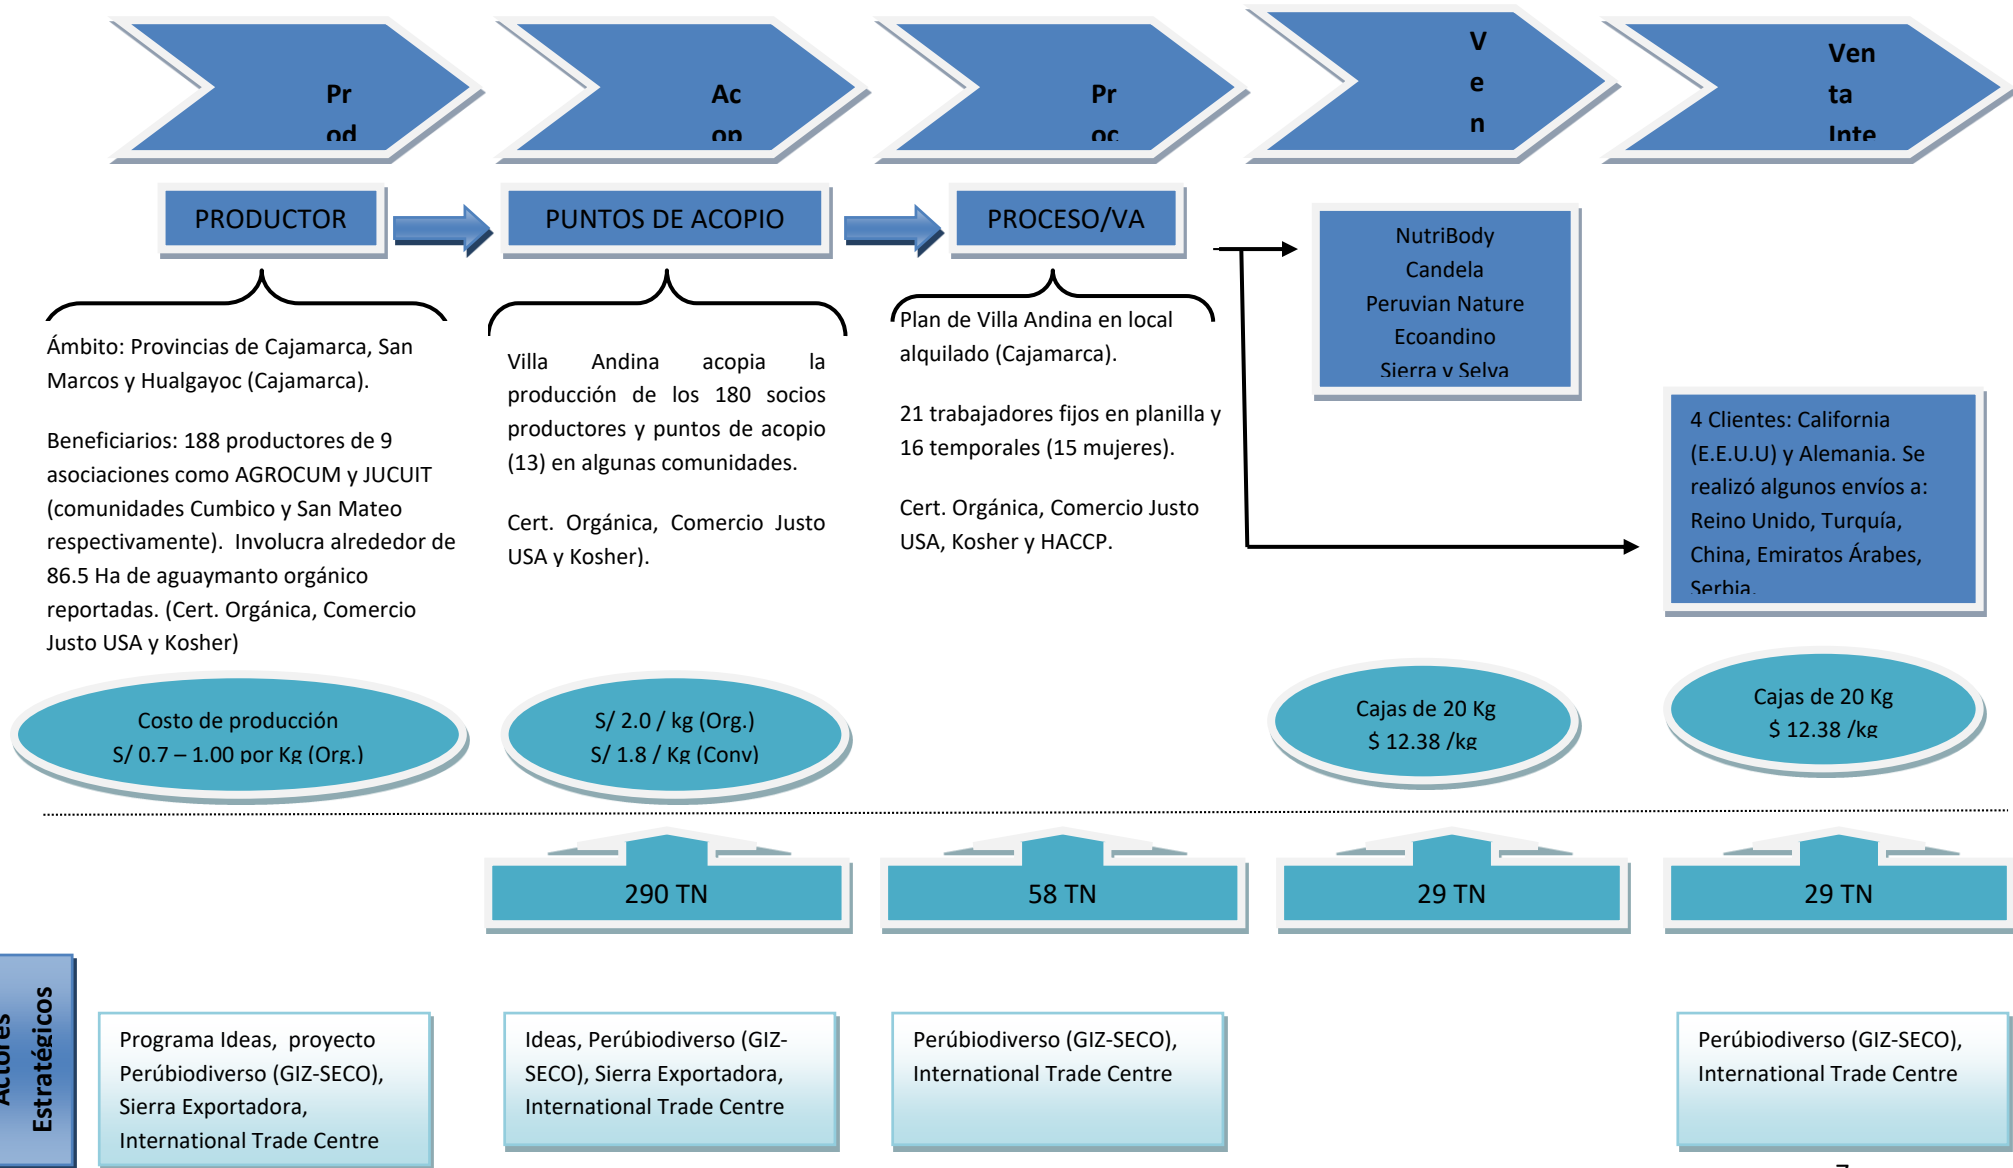 Pr
od
Ac
op
Pr
oc
V
e
n
Ven
ta
Inte
PRODUCTOR
PUNTOS DE ACOPIO
PROCESO/VA
NutriBody
Candela
Peruvian Nature
Ecoandino
Sierra y Selva
Ámbito: Provincias de Cajamarca, San
Marcos y Hualgayoc (Cajamarca).
Beneficiarios: 188 productores de 9
asociaciones como AGROCUM y JUCUIT
(comunidades Cumbico y San Mateo
respectivamente). Involucra alrededor de
86.5 Ha de aguaymanto orgánico
reportadas. (Cert. Orgánica, Comercio
Justo USA y Kosher)
Villa Andina acopia la
producción de los 180 socios
productores y puntos de acopio
(13) en algunas comunidades.
Cert. Orgánica, Comercio Justo
USA y Kosher).
Plan de Villa Andina en local
alquilado (Cajamarca).
21 trabajadores fijos en planilla y
16 temporales (15 mujeres).
Cert. Orgánica, Comercio Justo
USA, Kosher y HACCP.
4 Clientes: California
(E.E.U.U) y Alemania. Se
realizó algunos envíos a:
Reino Unido, Turquía,
China, Emiratos Árabes,
Serbia.
Costo de producción
S/ 0.7 – 1.00 por Kg (Org.)
S/ 2.0 / kg (Org.)
S/ 1.8 / Kg (Conv)
Cajas de 20 Kg
$ 12.38 /kg
Cajas de 20 Kg
$ 12.38 /kg
290 TN
58 TN
29 TN
29 TN
Actores
Estratégicos
Programa Ideas, proyecto
Perúbiodiverso (GIZ-SECO),
Sierra Exportadora,
International Trade Centre
Ideas, Perúbiodiverso (GIZ-
SECO), Sierra Exportadora,
International Trade Centre
Perúbiodiverso (GIZ-SECO),
International Trade Centre
Perúbiodiverso (GIZ-SECO),
International Trade Centre